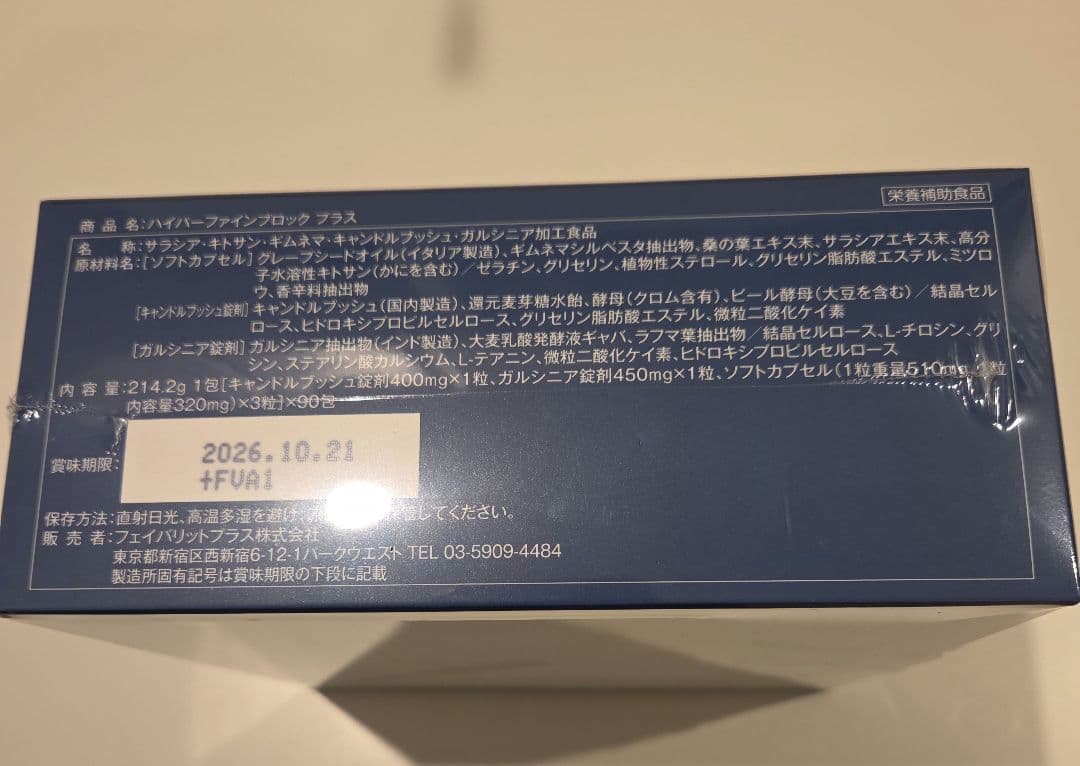 栄養補助食品
商 品 名:ハイパーファインブロック プラス
名 称:サラシア・キトサン・ギムネマ・キャンドルブッシュ・ガルシニア加工食品
原材料名:[ソフトカプセル] グレープシードオイル(イタリア製造)、ギムネマシルベスタ抽出物、桑の葉エキス末、サラシアエキス末、高分
子水溶性キトサン(かにを含む)/ゼラチン、グリセリン、植物性ステロール、グリセリン脂肪酸エステル、ミツロ
ウ、香辛料抽出物
[キャンドルブッシュ錠剤] キャンドルブッシュ(国内製造)、還元麦芽糖水飴、酵母(クロム含有)、ビール酵母(大豆を含む)/結晶セル
ロース、ヒドロキシプロピルセルロース、グリセリン脂肪酸エステル、微粒二酸化ケイ素
[ガルシニア錠剤] ガルシニア抽出物(インド製造)、大麦乳酸発酵液ギャバ、ラフマ葉抽出物/結晶セルロース、L-チロシン、グリ
シン、ステアリン酸カルシウム、L-テアニン、微粒二酸化ケイ素、ヒドロキシプロピルセルロース
内 容 量:214.2g 1包[キャンドルブッシュ錠剤400mg×1粒、ガルシニア錠剤450mg×1粒、ソフトカプセル(1粒重量510mg 1粒
内容量320mg)×3粒]×90包
賞味期限:
2026.10.21
+FVA1
保存方法:直射日光、高温多湿を避け、してください。
販 売 者:フェイバリットプラス株式会社
東京都新宿区西新宿6-12-1パークウエスト TEL 03-5909-4484
製造所固有記号は賞味期限の下段に記載